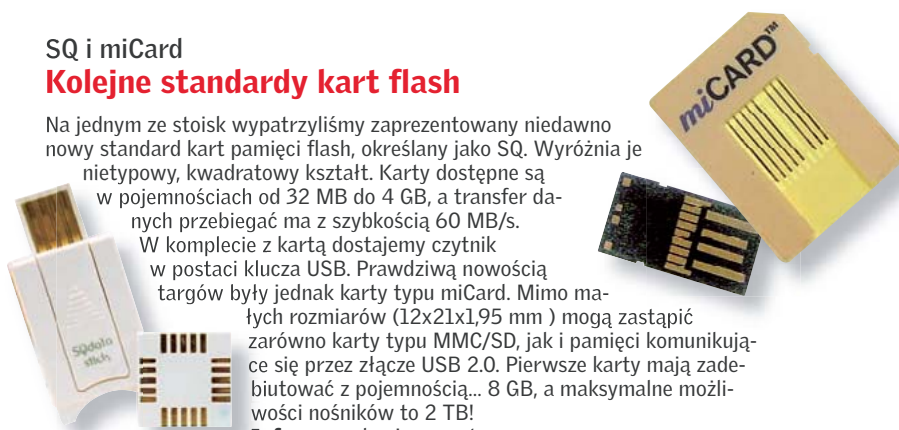 SQ i miCard
Kolejne standardy kart flash
Na jednym ze stoisk wypatrzyliśmy zaprezentowany niedawno
nowy standard kart pamięci flash, określany jako SQ. Wyróżnia je
nietypowy, kwadratowy kształt. Karty dostępne są
w pojemnościach od 32 MB do 4 GB, a transfer da-
nych przebiegać ma z szybkością 60 MB/s.
W komplecie z kartą dostajemy czytnik
w postaci klucza USB. Prawdziwą nowością
targów były jednak karty typu miCard. Mimo ma-
łych rozmiarów (12x21x1,95 mm ) mogą zastąpić
zarówno karty typu MMC/SD, jak i pamięci komunikują-
ce się przez złącze USB 2.0. Pierwsze karty mają zade-
biutować z pojemnością... 8 GB, a maksymalne możli-
wości nośników to 2 TB!
miCARD™
SQdata
stick